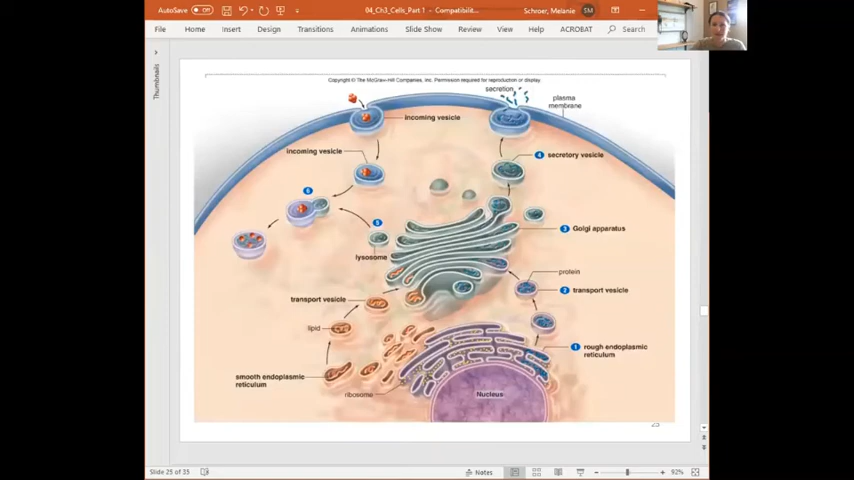 AutoSave Off
04_Ch3_Cells_Part 1 - Compatibilit...
Schroer, Melanie SM
File Home Insert Design Transitions Animations Slide Show Review View Help ACROBAT Search
Thumbnails
Copyright © The McGraw-Hill Companies, Inc. Permission required for reproduction or display.
secretion
plasma
membrane
incoming vesicle
incoming vesicle
4 secretory vesicle
6
5
3 Golgi apparatus
lysosome
protein
transport vesicle
2 transport vesicle
lipid
1 rough endoplasmic
reticulum
smooth endoplasmic
reticulum
ribosome
Nucleus
25
Slide 25 of 35
Notes
92%